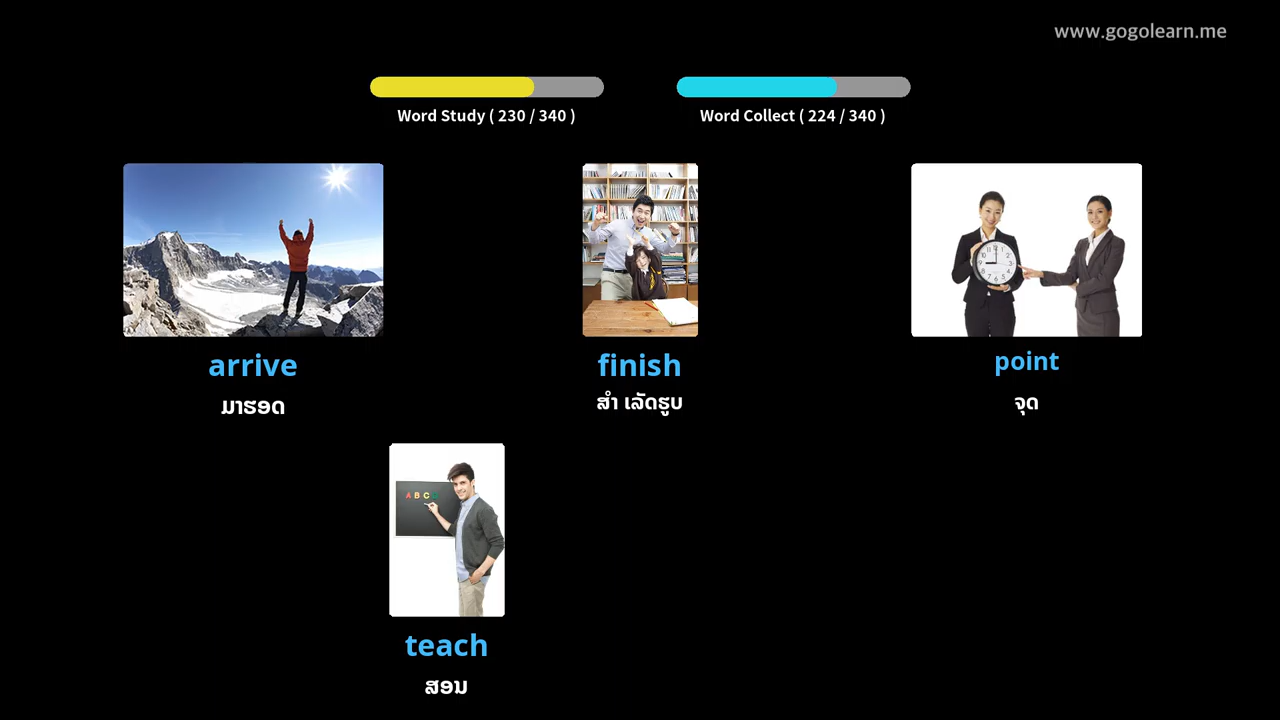 www.gogolearn.me
Word Study ( 230 / 340 )
Word Collect ( 224 / 340 )
arrive
ມາຮອດ
finish
ສຳ ເລັດຮູບ
point
ຈຸດ
A B C D
teach
ສອນ